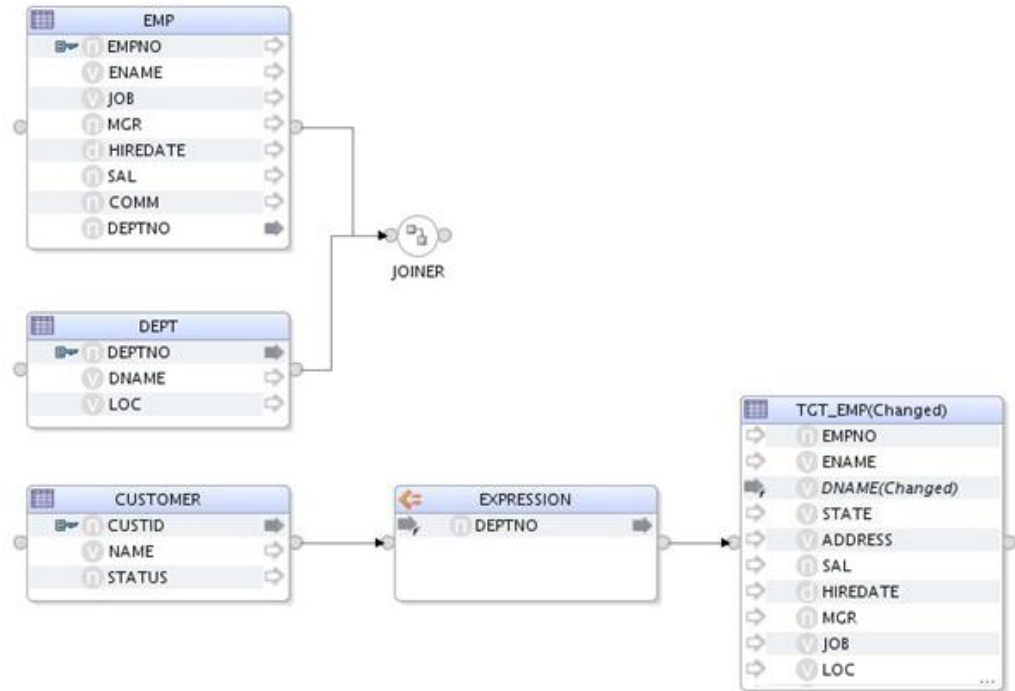 EMP
n EMPNO
v ENAME
v JOB
n MGR
d HIREDATE
n SAL
n COMM
n DEPTNO
JOINER
DEPT
n DEPTNO
v DNAME
v LOC
CUSTOMER
n CUSTID
v NAME
n STATUS
EXPRESSION
n DEPTNO
TGT_EMP(Changed)
n EMPNO
v ENAME
v DNAME(Changed)
v STATE
v ADDRESS
n SAL
d HIREDATE
n MGR
v JOB
v LOC
...